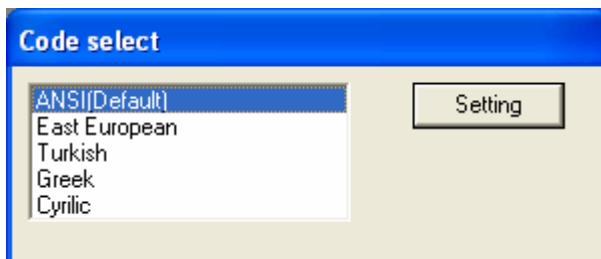 Code select
ANSI(Default)
Setting
East European
Turkish
Greek
Cyrilic